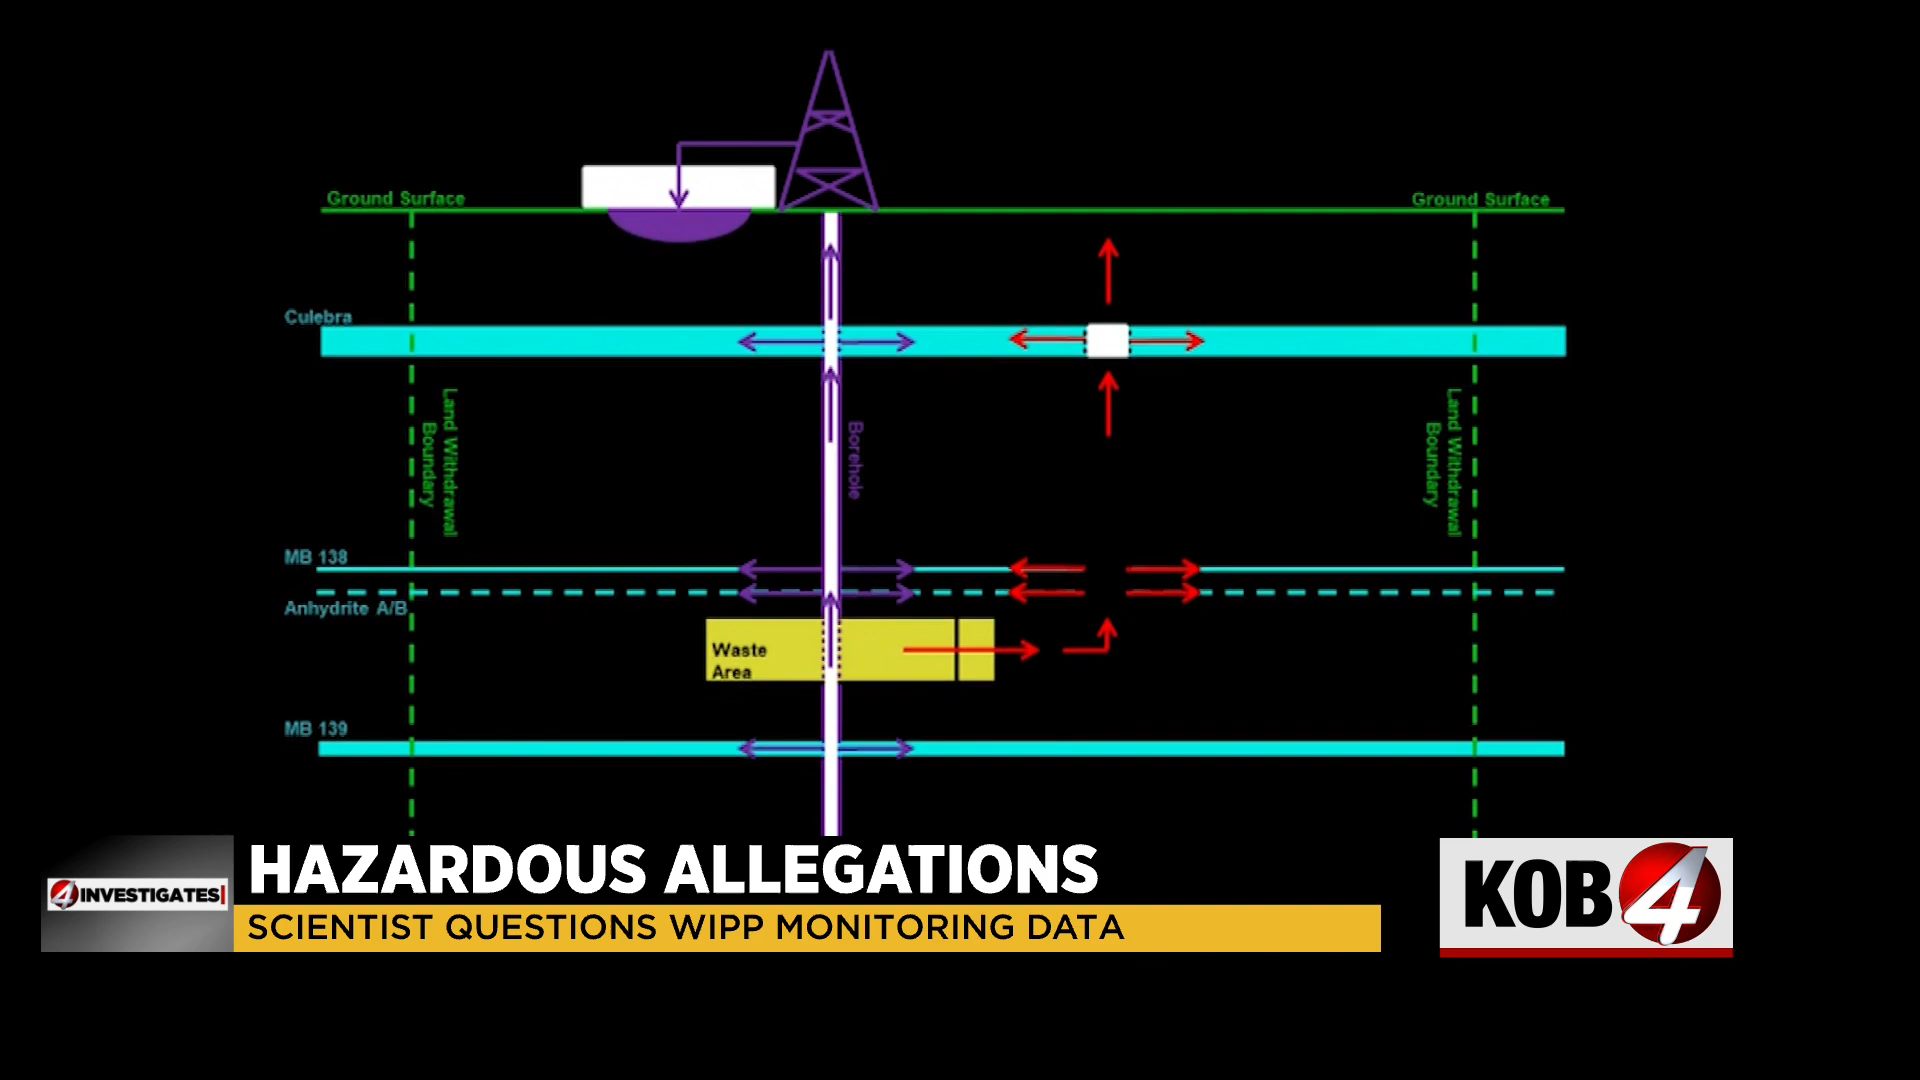 Ground Surface
Ground Surface
Culebra
Land Withdrawal
Boundary
Borehole
Land Withdrawal
Boundary
MB 138
Anhydrite A/B
Waste
Area
MB 139
4 INVESTIGATES
HAZARDOUS ALLEGATIONS
SCIENTIST QUESTIONS WIPP MONITORING DATA
KOB 4